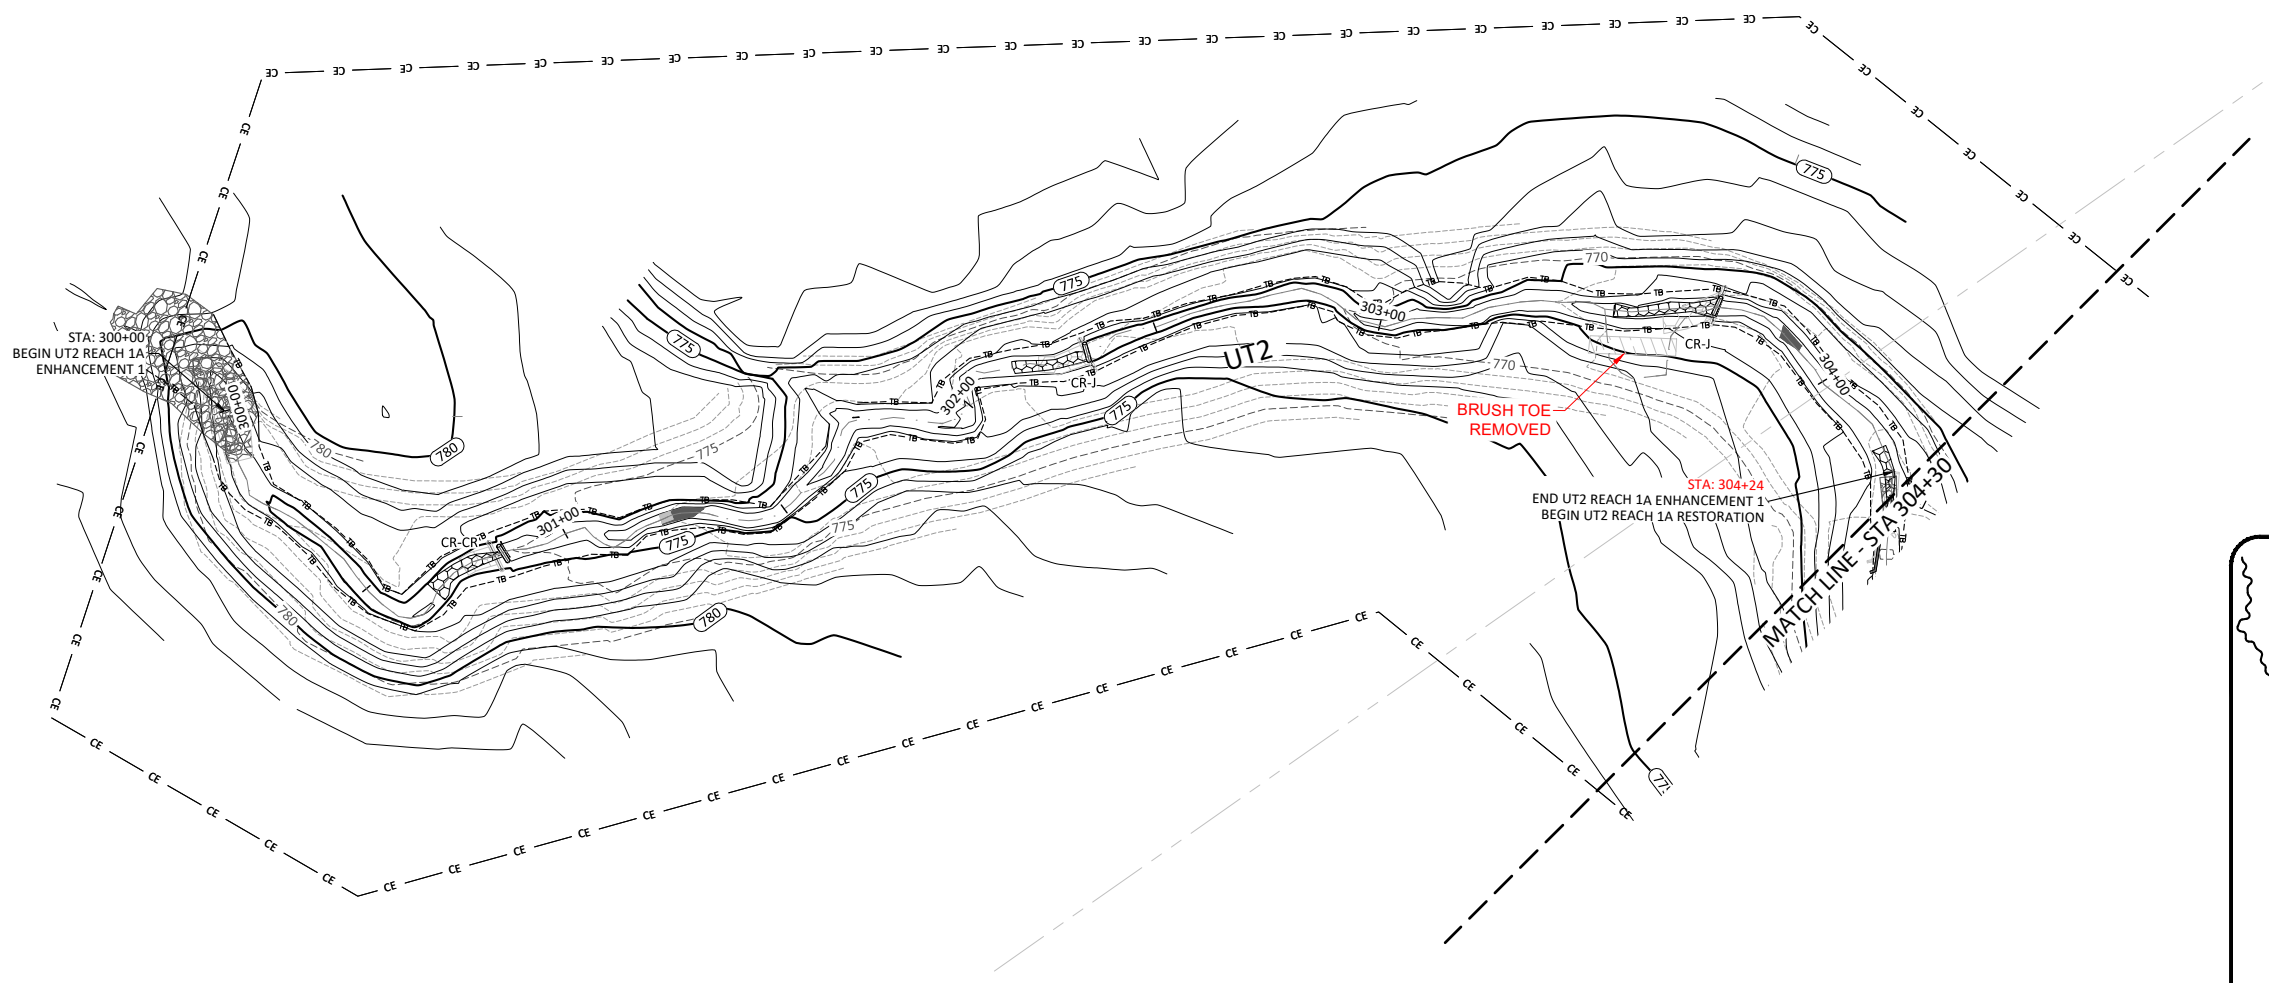 STA: 300+00
BEGIN UT2 REACH 1A
ENHANCEMENT 1
300+00
780
780
780
780
CR-CR
301+00
775
775
775
775
775
302+00
CR-J
775
775
UT2
303+00
770
770
775
CR-J
304+00
BRUSH TOE
REMOVED
STA: 304+24
END UT2 REACH 1A ENHANCEMENT 1
BEGIN UT2 REACH 1A RESTORATION
MATCH LINE - STA 304+30
CE
TB